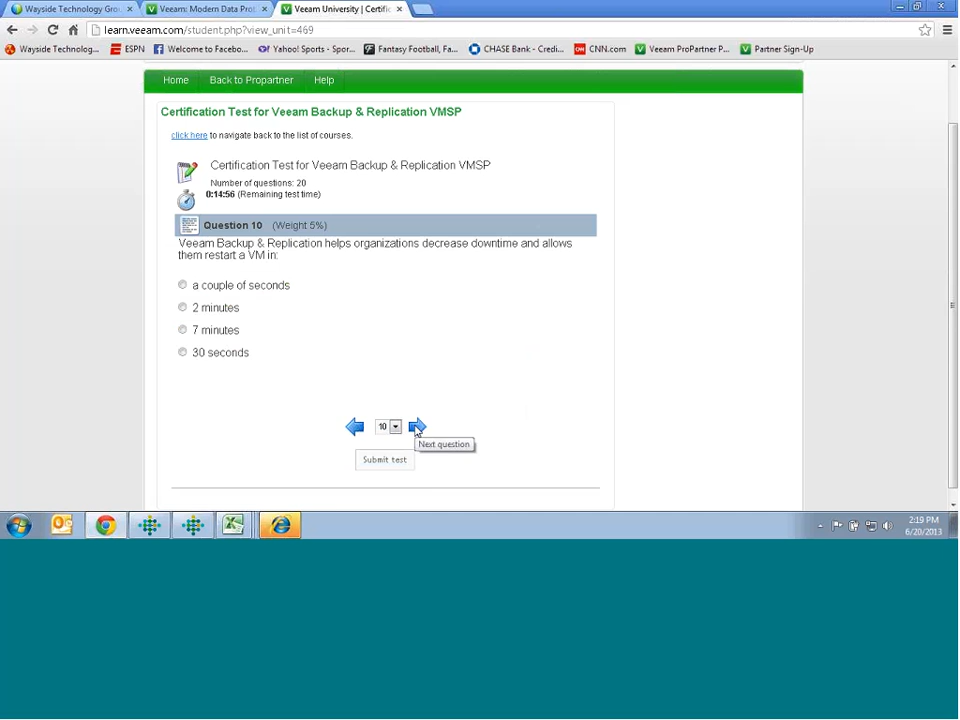 Wayside Technology Grou
Veeam: Modern Data Prot
Veeam University | Certific
learn.veeam.com/student.php?view_unit=469
Wayside Technolog...
ESPN
Welcome to Facebo...
Yahoo! Sports - Spor...
Fantasy Football, Fa...
CHASE Bank - Credi...
CNN.com
Veeam ProPartner P...
Partner Sign-Up
Home
Back to Propartner
Help
Certification Test for Veeam Backup & Replication VMSP
click here to navigate back to the list of courses.
Certification Test for Veeam Backup & Replication VMSP
Number of questions: 20
0:14:56 (Remaining test time)
Question 10 (Weight 5%)
Veeam Backup & Replication helps organizations decrease downtime and allows
them restart a VM in:
a couple of seconds
2 minutes
7 minutes
30 seconds
10
Next question
Submit test
2:19 PM
6/20/2013